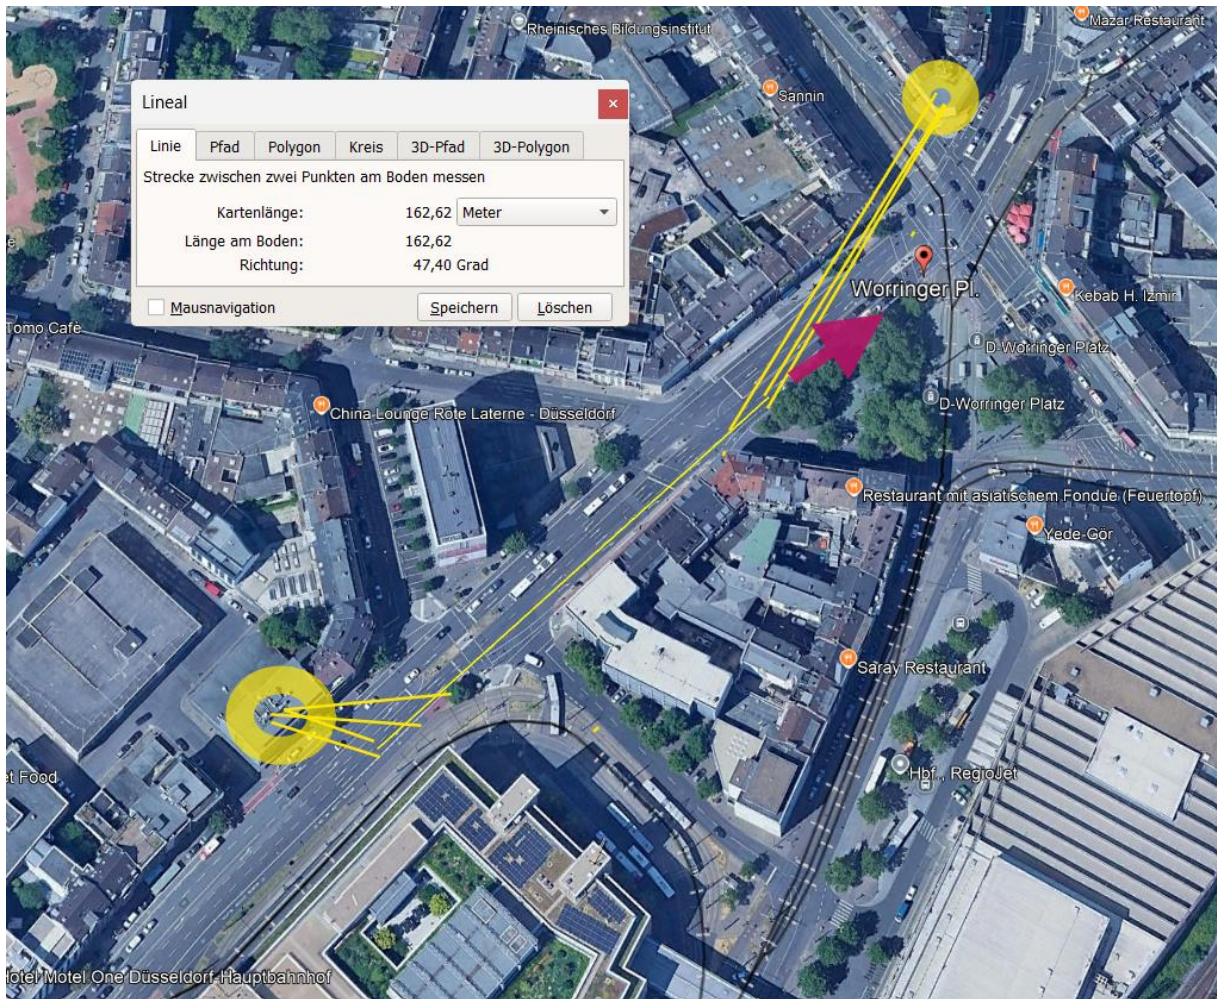 Mazar Restaurant
Rheinisches Bildungsinstitut
Sannin
Lineal
Linie Pfad Polygon Kreis 3D-Pfad 3D-Polygon
Strecke zwischen zwei Punkten am Boden messen
Kartenlänge: 162,62 Meter
Länge am Boden: 162,62
Richtung: 47,40 Grad
Mausnavigation Speichern Löschen
Worringer Pl.
Kebab H. Izmir
Tomo Cafè
D-Worringer Platz
D-Worringer Platz
China Lounge Rote Laterne - Düsseldorf
Restaurant mit asiatischem Fondue (Feuertopf)
Yede-Gör
Saray Restaurant
et Food
Hbf., RegioJet
Hotel Motel One Düsseldorf-Hauptbahnhof